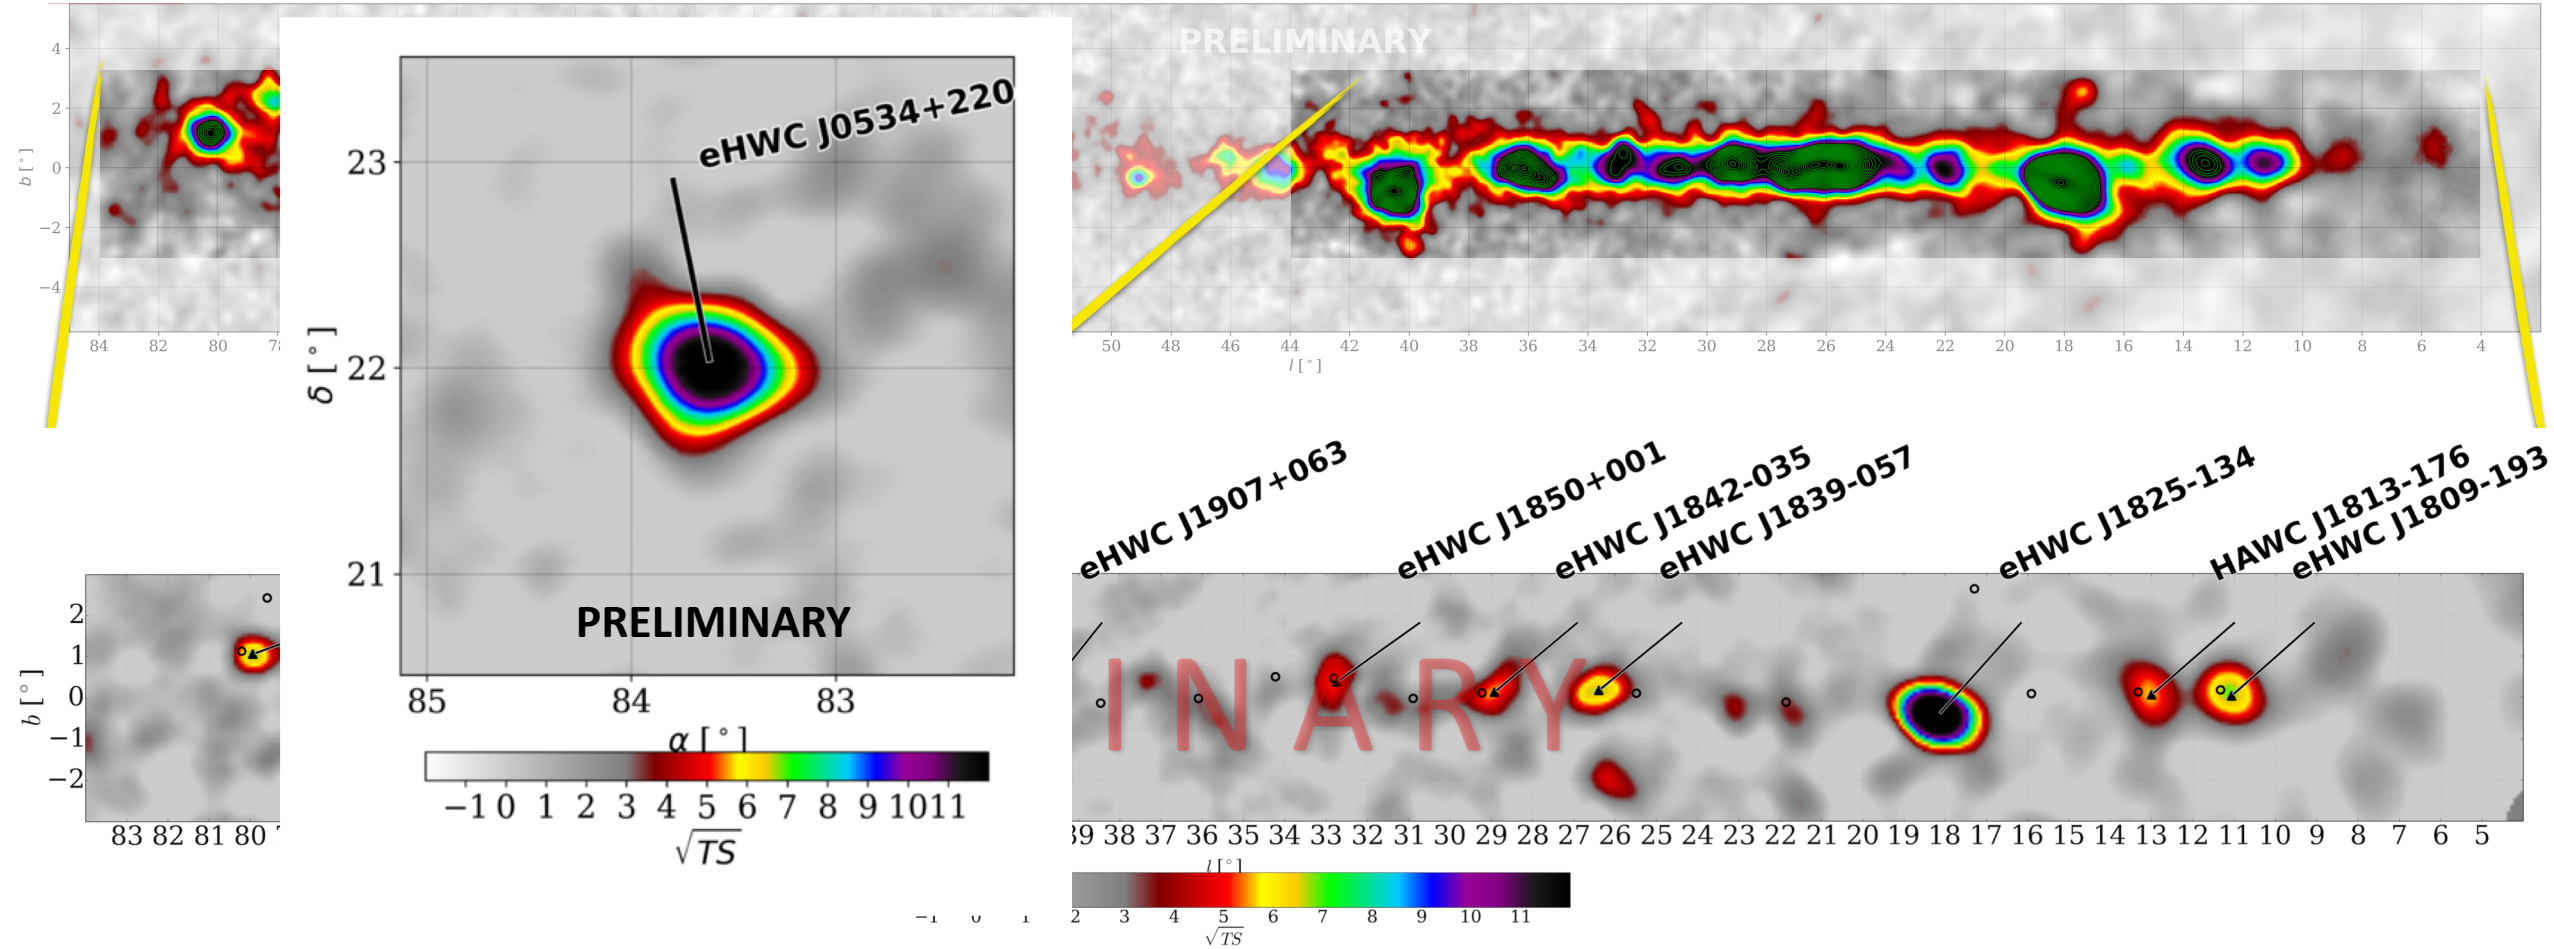 PRELIMINARY
4
2
0
−2
−4
b [°]
84 82 80 78
50 48 46 44 42 40 38 36 34 32 30 28 26 24 22 20 18 16 14 12 10 8 6 4
l [°]
eHWC J0534+220
23
22
21
δ [°]
PRELIMINARY
85 84 83
α [°]
−1 0 1 2 3 4 5 6 7 8 9 10 11
√TS
eHWC J1907+063
eHWC J1850+001
eHWC J1842-035
eHWC J1839-057
eHWC J1825-134
HAWC J1813-176
eHWC J1809-193
2
1
0
−1
−2
b [°]
INARY
83 82 81 80
39 38 37 36 35 34 33 32 31 30 29 28 27 26 25 24 23 22 21 20 19 18 17 16 15 14 13 12 11 10 9 8 7 6 5
l [°]
−1 0 1 2 3 4 5 6 7 8 9 10 11
√TS